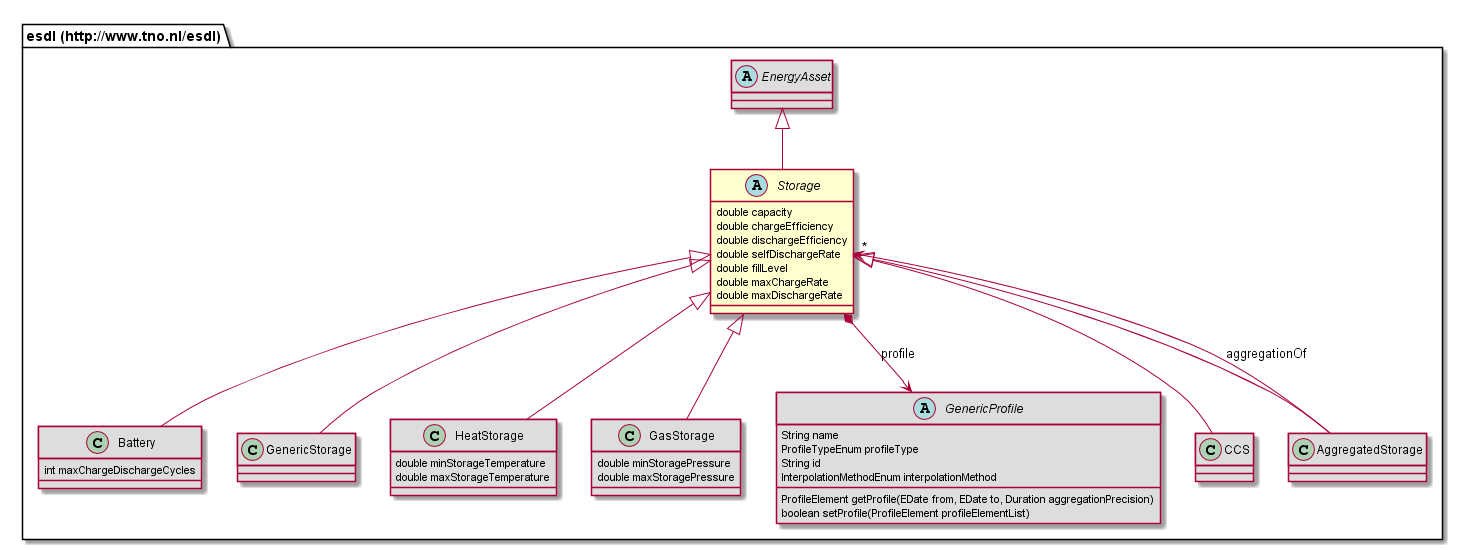 esdl (http://www.tno.nl/esdl)
A EnergyAsset
A Storage
double capacity
double chargeEfficiency
double dischargeEfficiency
double selfDischargeRate
double fillLevel
double maxChargeRate
double maxDischargeRate
*
profile
aggregationOf
C Battery
int maxChargeDischargeCycles
C GenericStorage
C HeatStorage
double minStorageTemperature
double maxStorageTemperature
C GasStorage
double minStoragePressure
double maxStoragePressure
A GenericProfile
String name
ProfileTypeEnum profileType
String id
InterpolationMethodEnum interpolationMethod
ProfileElement getProfile(EDate from, EDate to, Duration aggregationPrecision)
boolean setProfile(ProfileElement profileElementList)
C CCS
C AggregatedStorage